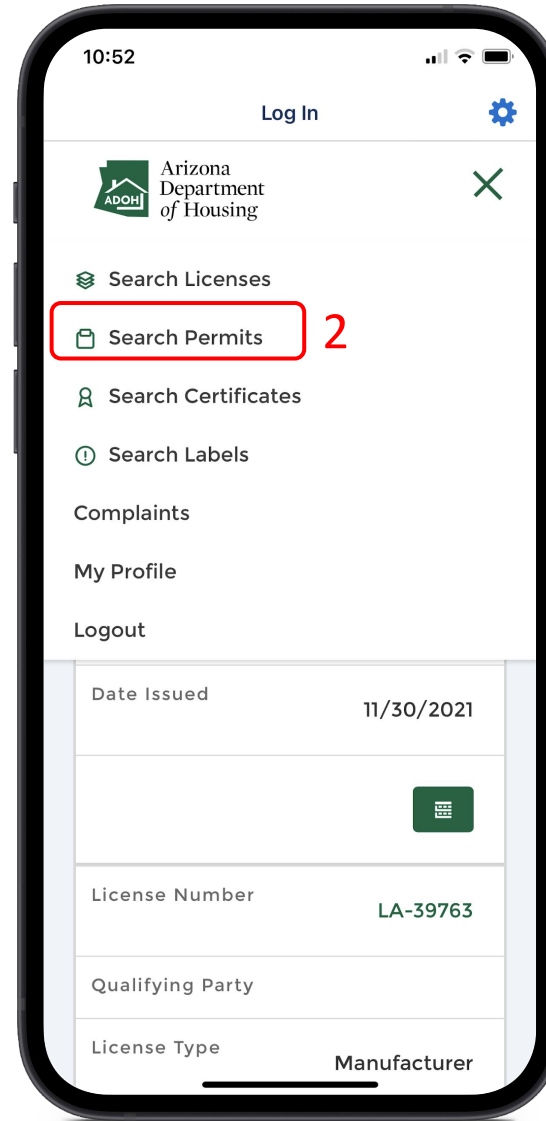 10:52
Log In
ADOH
Arizona
Department
of Housing
Search Licenses
Search Permits
2
Search Certificates
Search Labels
Complaints
My Profile
Logout
Date Issued
11/30/2021
License Number
LA-39763
Qualifying Party
License Type
Manufacturer